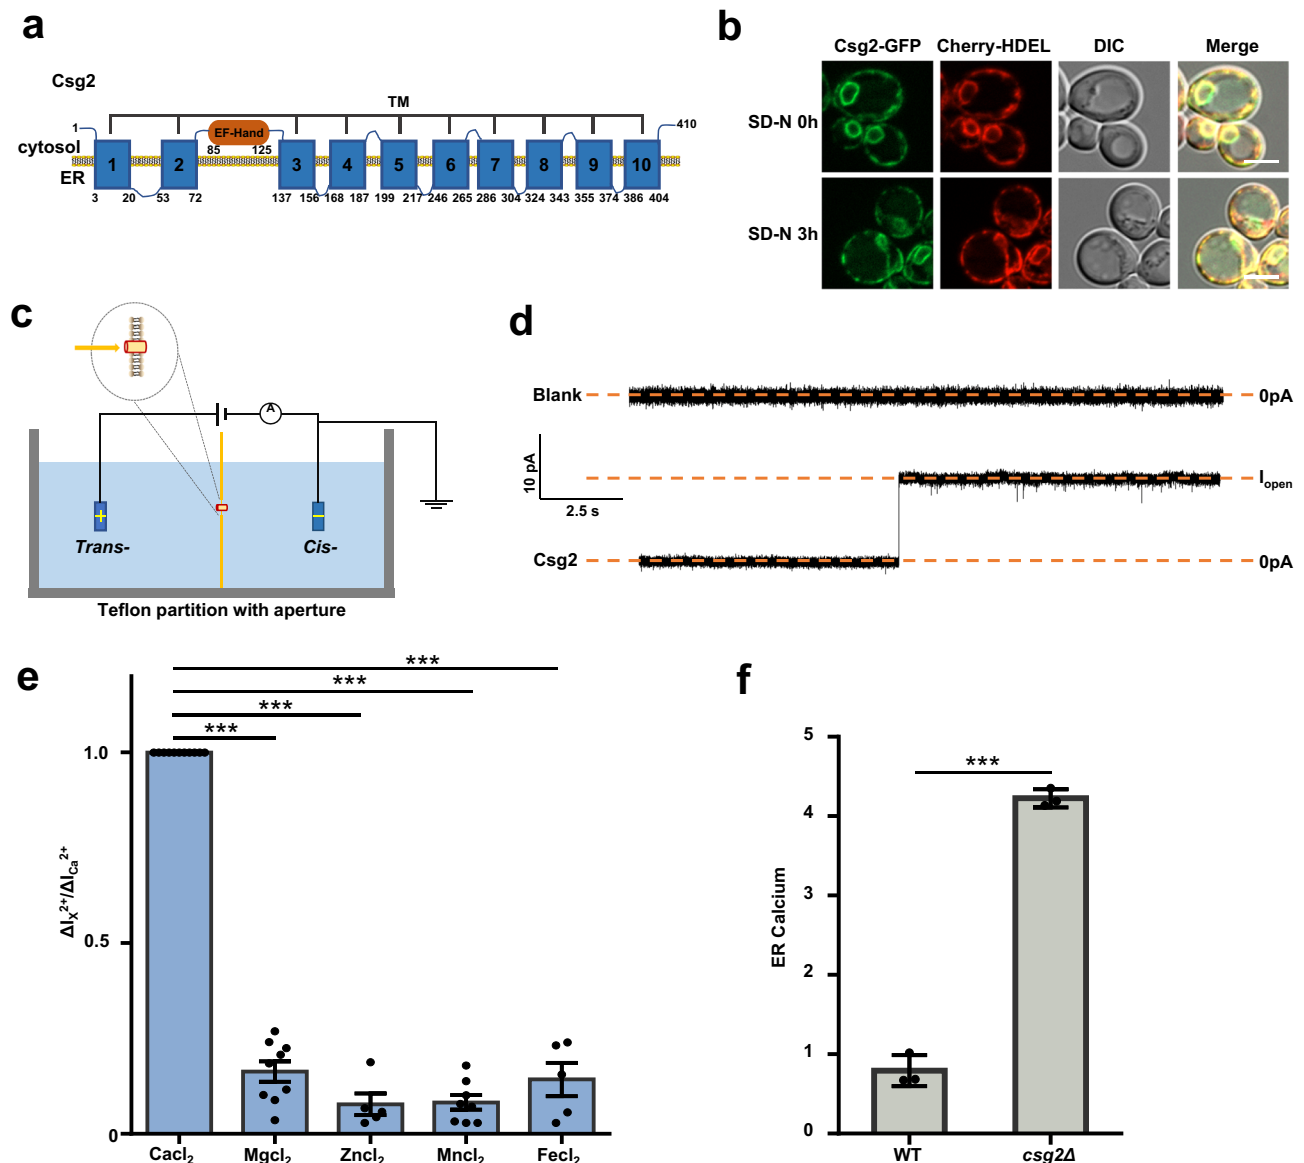 a
Csg2
TM
1
EF-Hand
410
cytosol
85 125
1 2 3 4 5 6 7 8 9 10
ER
3 20 53 72 137 156 168 187 199 217 246 265 286 304 324 343 355 374 386 404
b
Csg2-GFP Cherry-HDEL DIC Merge
SD-N 0h
SD-N 3h
c
A
+ −
Trans- Cis-
Teflon partition with aperture
d
Blank 0pA
10 pA
2.5 s
Iopen
Csg2 0pA
e
***
***
***
***
1.0
0.5
0
ΔIX2+/ΔICa2+
Cacl2 Mgcl2 Zncl2 Mncl2 Fecl2
f
***
5
4
3
2
1
0
ER Calcium
WT csg2Δ